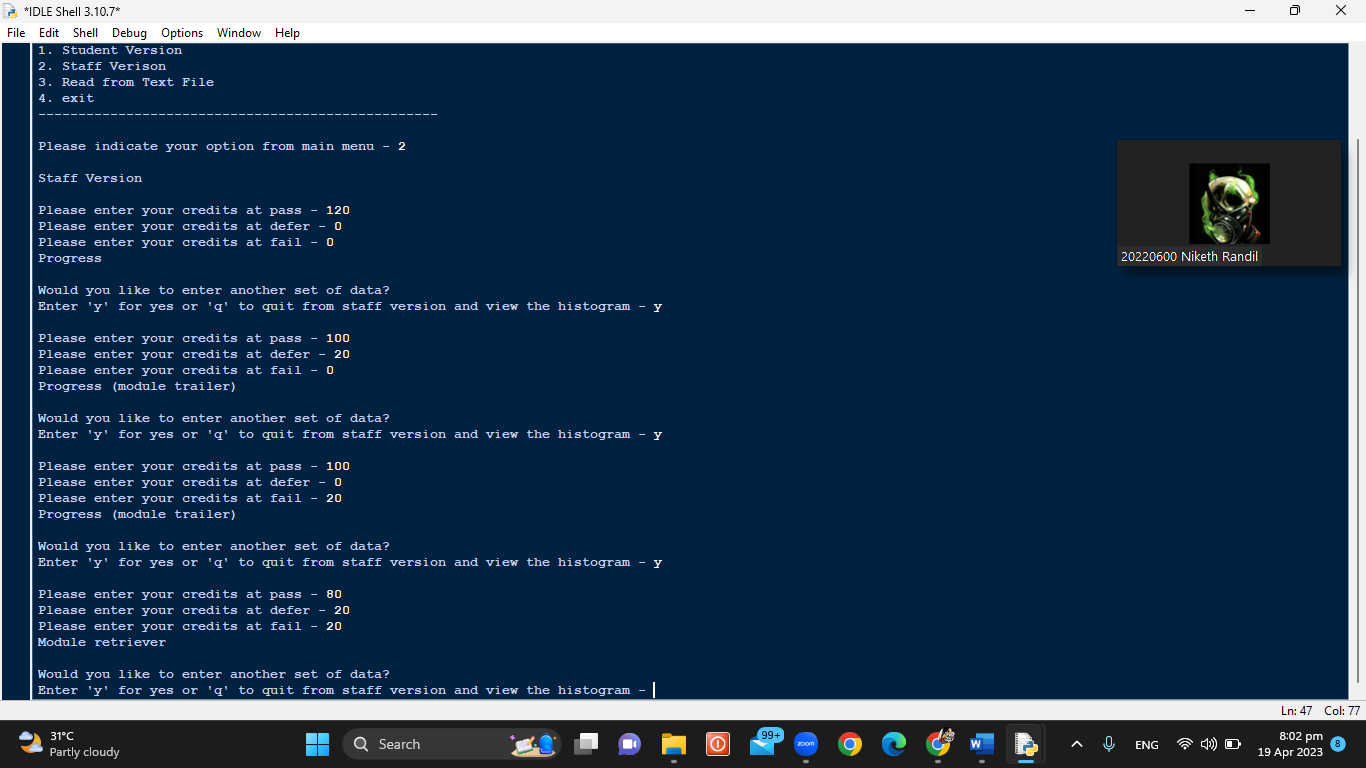 *IDLE Shell 3.10.7*
File Edit Shell Debug Options Window Help
1. Student Version
2. Staff Verison
3. Read from Text File
4. exit
--------------------------------------------------
Please indicate your option from main menu - 2
Staff Version
Please enter your credits at pass - 120
Please enter your credits at defer - 0
Please enter your credits at fail - 0
Progress
Would you like to enter another set of data?
Enter 'y' for yes or 'q' to quit from staff version and view the histogram - y
Please enter your credits at pass - 100
Please enter your credits at defer - 20
Please enter your credits at fail - 0
Progress (module trailer)
Would you like to enter another set of data?
Enter 'y' for yes or 'q' to quit from staff version and view the histogram - y
Please enter your credits at pass - 100
Please enter your credits at defer - 0
Please enter your credits at fail - 20
Progress (module trailer)
Would you like to enter another set of data?
Enter 'y' for yes or 'q' to quit from staff version and view the histogram - y
Please enter your credits at pass - 80
Please enter your credits at defer - 20
Please enter your credits at fail - 20
Module retriever
Would you like to enter another set of data?
Enter 'y' for yes or 'q' to quit from staff version and view the histogram -
20220600 Niketh Randil
Ln: 47 Col: 77
31°C
Partly cloudy
Search
99+
zoom
ENG
8:02 pm
19 Apr 2023
8